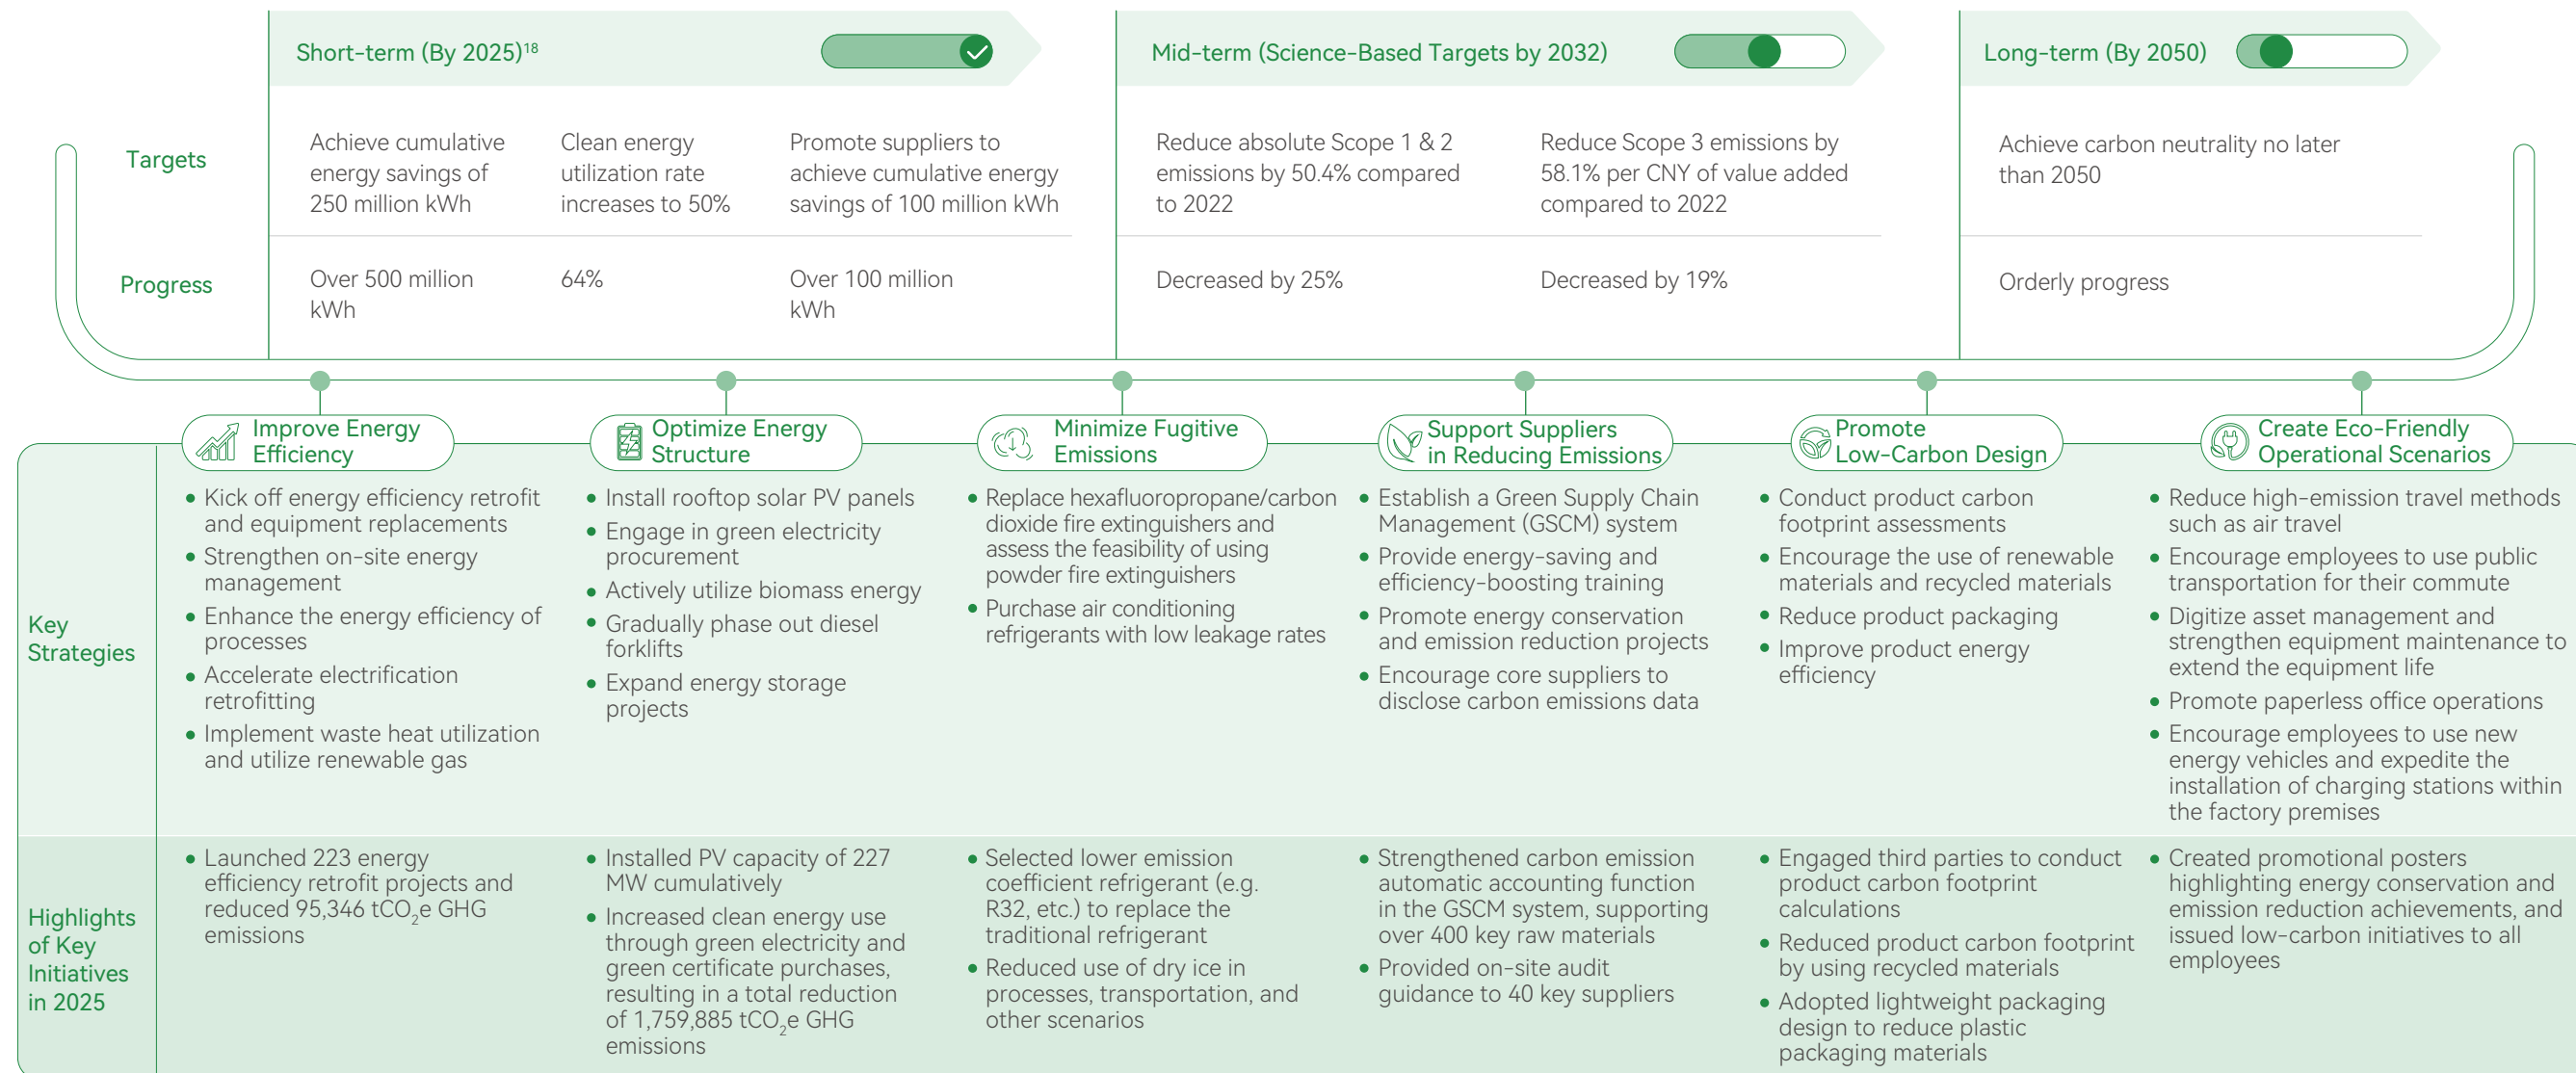 Short-term (By 2025)18
Mid-term (Science-Based Targets by 2032)
Long-term (By 2050)
Targets
Achieve cumulative
energy savings of
250 million kWh
Clean energy
utilization rate
increases to 50%
Promote suppliers to
achieve cumulative energy
savings of 100 million kWh
Reduce absolute Scope 1 & 2
emissions by 50.4% compared
to 2022
Reduce Scope 3 emissions by
58.1% per CNY of value added
compared to 2022
Achieve carbon neutrality no later
than 2050
Progress
Over 500 million
kWh
64%
Over 100 million
kWh
Decreased by 25%
Decreased by 19%
Orderly progress
Improve Energy
Efficiency
Optimize Energy
Structure
Minimize Fugitive
Emissions
Support Suppliers
in Reducing Emissions
Promote
Low-Carbon Design
Create Eco-Friendly
Operational Scenarios
Key
Strategies
• Kick off energy efficiency retrofit
and equipment replacements
• Strengthen on-site energy
management
• Enhance the energy efficiency of
processes
• Accelerate electrification
retrofitting
• Implement waste heat utilization
and utilize renewable gas
• Install rooftop solar PV panels
• Engage in green electricity
procurement
• Actively utilize biomass energy
• Gradually phase out diesel
forklifts
• Expand energy storage
projects
• Replace hexafluoropropane/carbon
dioxide fire extinguishers and
assess the feasibility of using
powder fire extinguishers
• Purchase air conditioning
refrigerants with low leakage rates
• Establish a Green Supply Chain
Management (GSCM) system
• Provide energy-saving and
efficiency-boosting training
• Promote energy conservation
and emission reduction projects
• Encourage core suppliers to
disclose carbon emissions data
• Conduct product carbon
footprint assessments
• Encourage the use of renewable
materials and recycled materials
• Reduce product packaging
• Improve product energy
efficiency
• Reduce high-emission travel methods
such as air travel
• Encourage employees to use public
transportation for their commute
• Digitize asset management and
strengthen equipment maintenance to
extend the equipment life
• Promote paperless office operations
• Encourage employees to use new
energy vehicles and expedite the
installation of charging stations within
the factory premises
Highlights
of Key
Initiatives
in 2025
• Launched 223 energy
efficiency retrofit projects and
reduced 95,346 tCO2e GHG
emissions
• Installed PV capacity of 227
MW cumulatively
• Increased clean energy use
through green electricity and
green certificate purchases,
resulting in a total reduction
of 1,759,885 tCO2e GHG
emissions
• Selected lower emission
coefficient refrigerant (e.g.
R32, etc.) to replace the
traditional refrigerant
• Reduced use of dry ice in
processes, transportation, and
other scenarios
• Strengthened carbon emission
automatic accounting function
in the GSCM system, supporting
over 400 key raw materials
• Provided on-site audit
guidance to 40 key suppliers
• Engaged third parties to conduct
product carbon footprint
calculations
• Reduced product carbon footprint
by using recycled materials
• Adopted lightweight packaging
design to reduce plastic
packaging materials
• Created promotional posters
highlighting energy conservation and
emission reduction achievements, and
issued low-carbon initiatives to all
employees